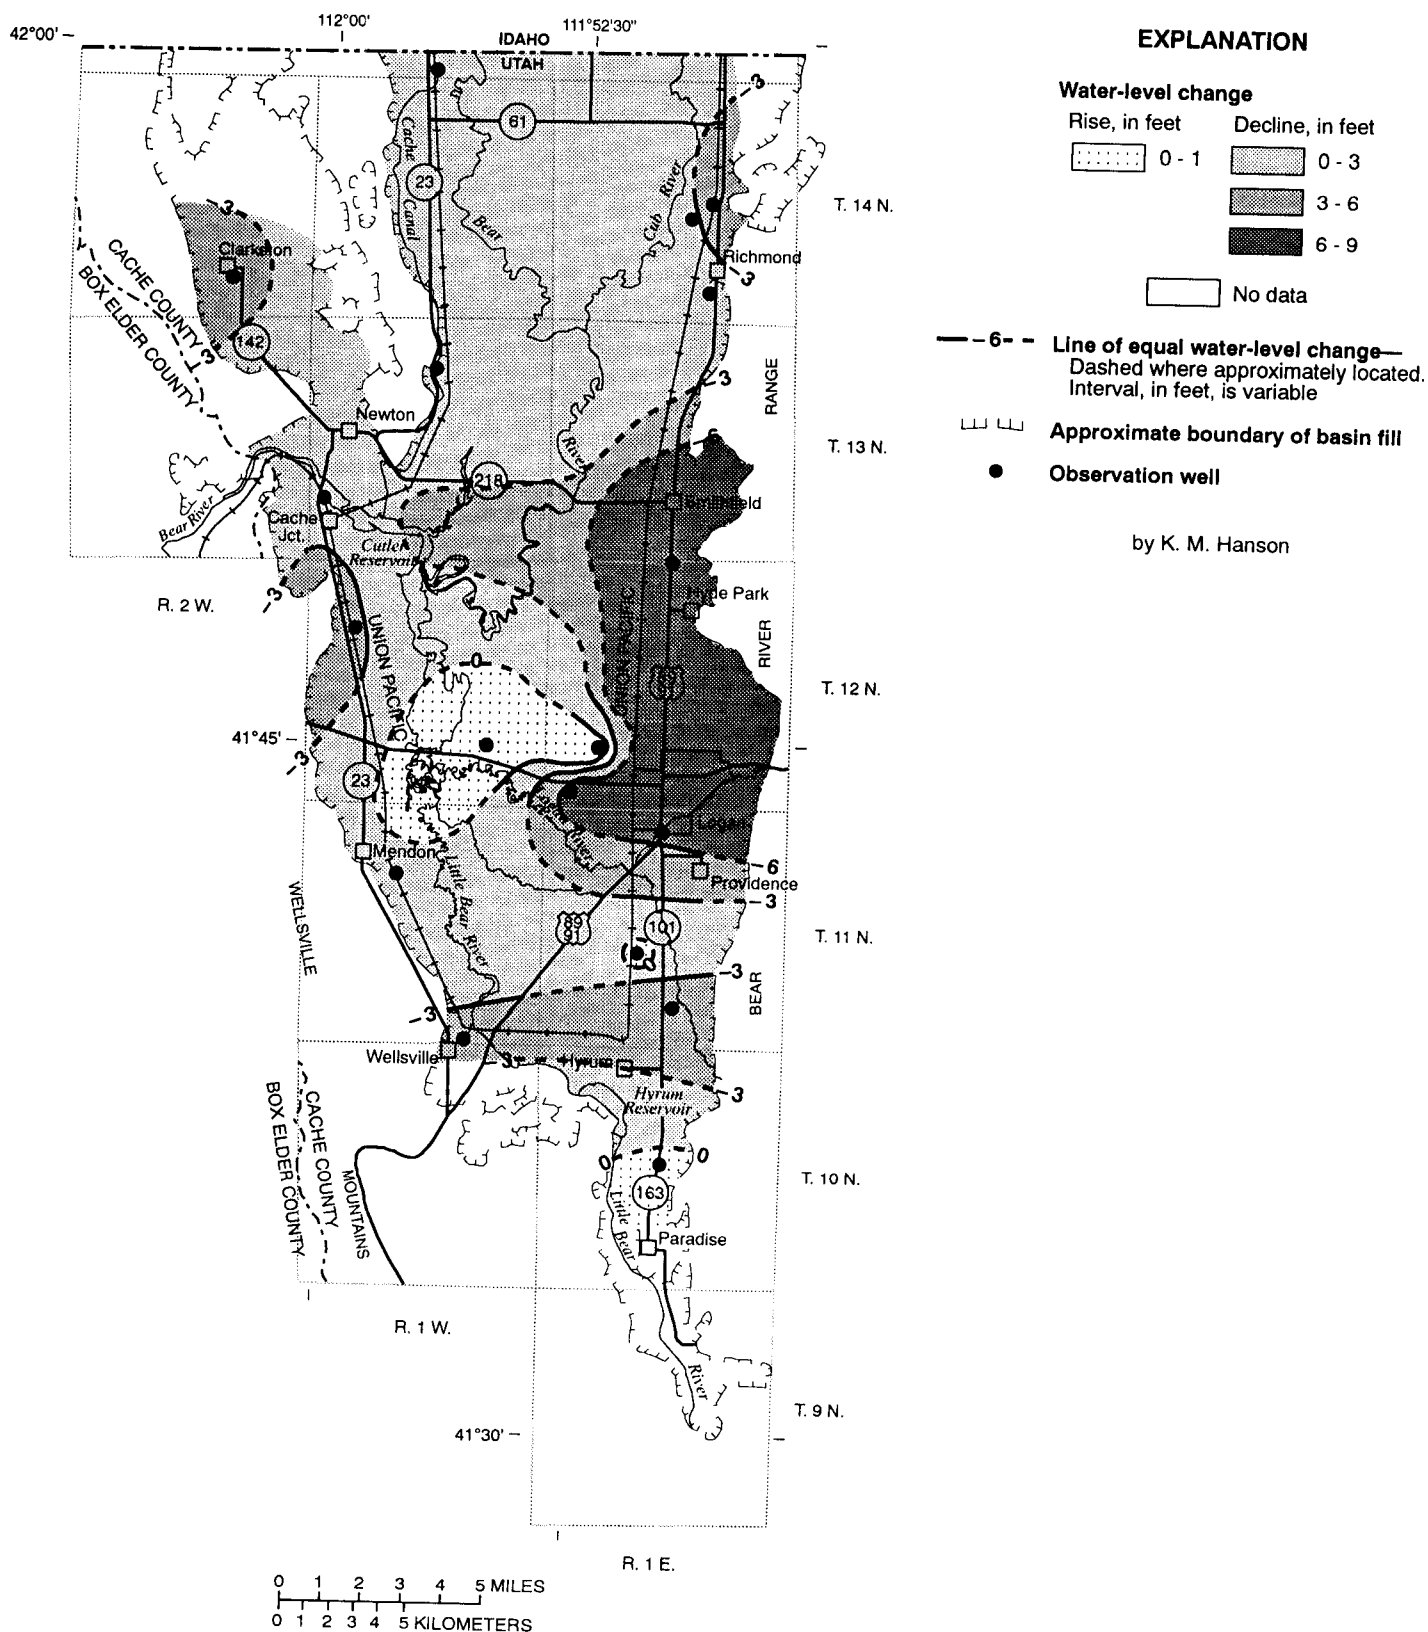 112°00'
111°52'30"
42°00'
IDAHO
UTAH
EXPLANATION
Water-level change
Rise, in feet
Decline, in feet
0 - 1
0 - 3
3 - 6
6 - 9
No data
-6-
Line of equal water-level change—
Dashed where approximately located.
Interval, in feet, is variable
Approximate boundary of basin fill
Observation well
by K. M. Hanson
61
23
Cache
Canal
Bear
Cub
River
3
T. 14 N.
3
Clarkston
Richmond
3
CACHE COUNTY
BOX ELDER COUNTY
142
3
RANGE
3
Newton
6
T. 13 N.
River
218
Smithfield
Bear River
Cache
Jct.
Cutler
Reservoir
Hyde Park
3
R. 2 W.
UNION PACIFIC
UNION PACIFIC
RIVER
0
T. 12 N.
41°45'
3
23
Logan River
Logan
Mendon
6
Providence
3
Little Bear River
WELLSVILLE
89
91
101
T. 11 N.
3
BEAR
3
Wellsville
3
Hyrum
3
Hyrum
Reservoir
CACHE COUNTY
BOX ELDER COUNTY
MOUNTAINS
0
0
T. 10 N.
163
Little
Bear
Paradise
R. 1 W.
River
T. 9 N.
41°30'
R. 1 E.
0 1 2 3 4 5 MILES
0 1 2 3 4 5 KILOMETERS